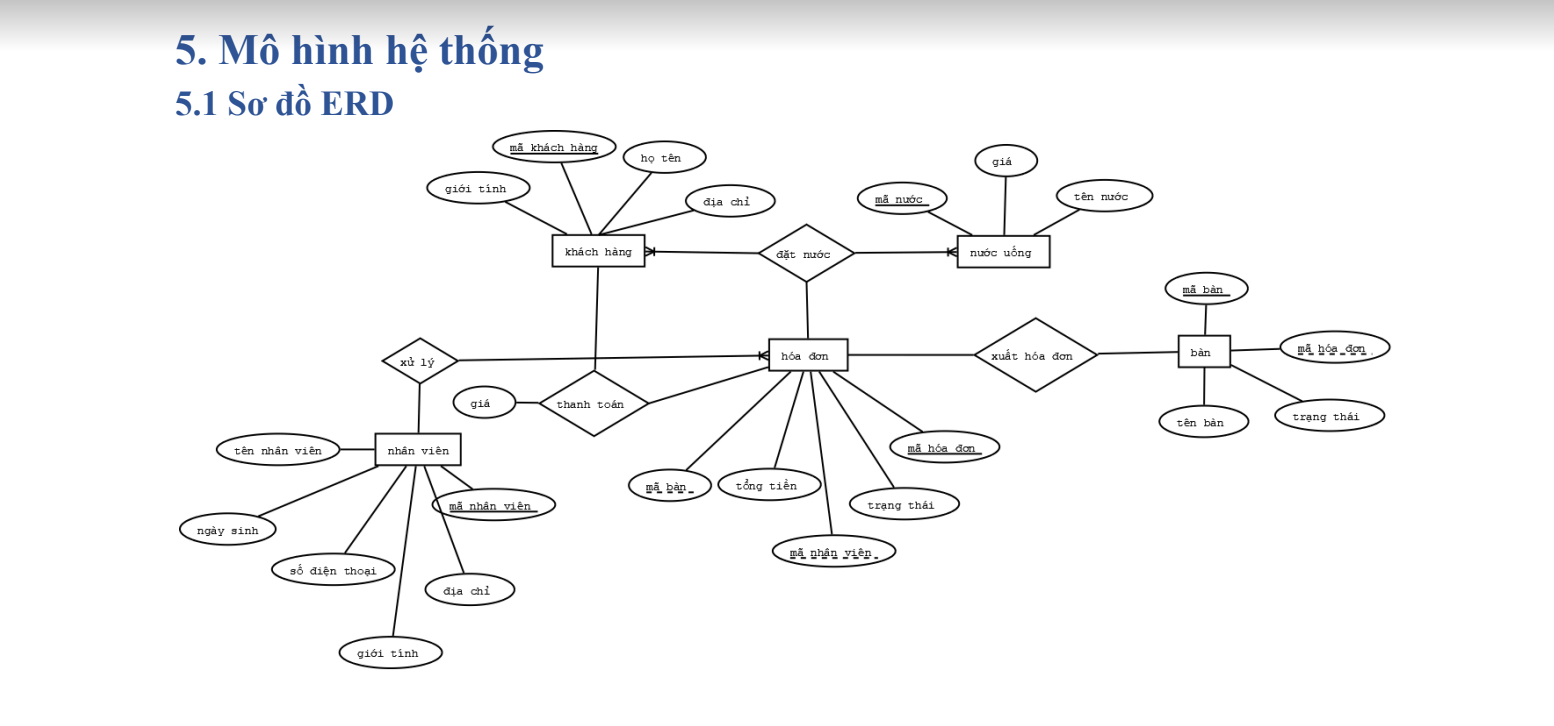 5. Mô hình hệ thống
5.1 Sơ đồ ERD
mã khách hàng
họ tên
giới tính
địa chỉ
khách hàng
đặt nước
giá
mã nước
tên nước
nước uống
mã bàn
mã hóa đơn
bàn
tên bàn
trạng thái
xuất hóa đơn
hóa đơn
xử lý
giá
thanh toán
mã hóa đơn
mã bàn
tổng tiền
trạng thái
mã nhân viên
tên nhân viên
nhân viên
mã nhân viên
ngày sinh
số điện thoại
địa chỉ
giới tính